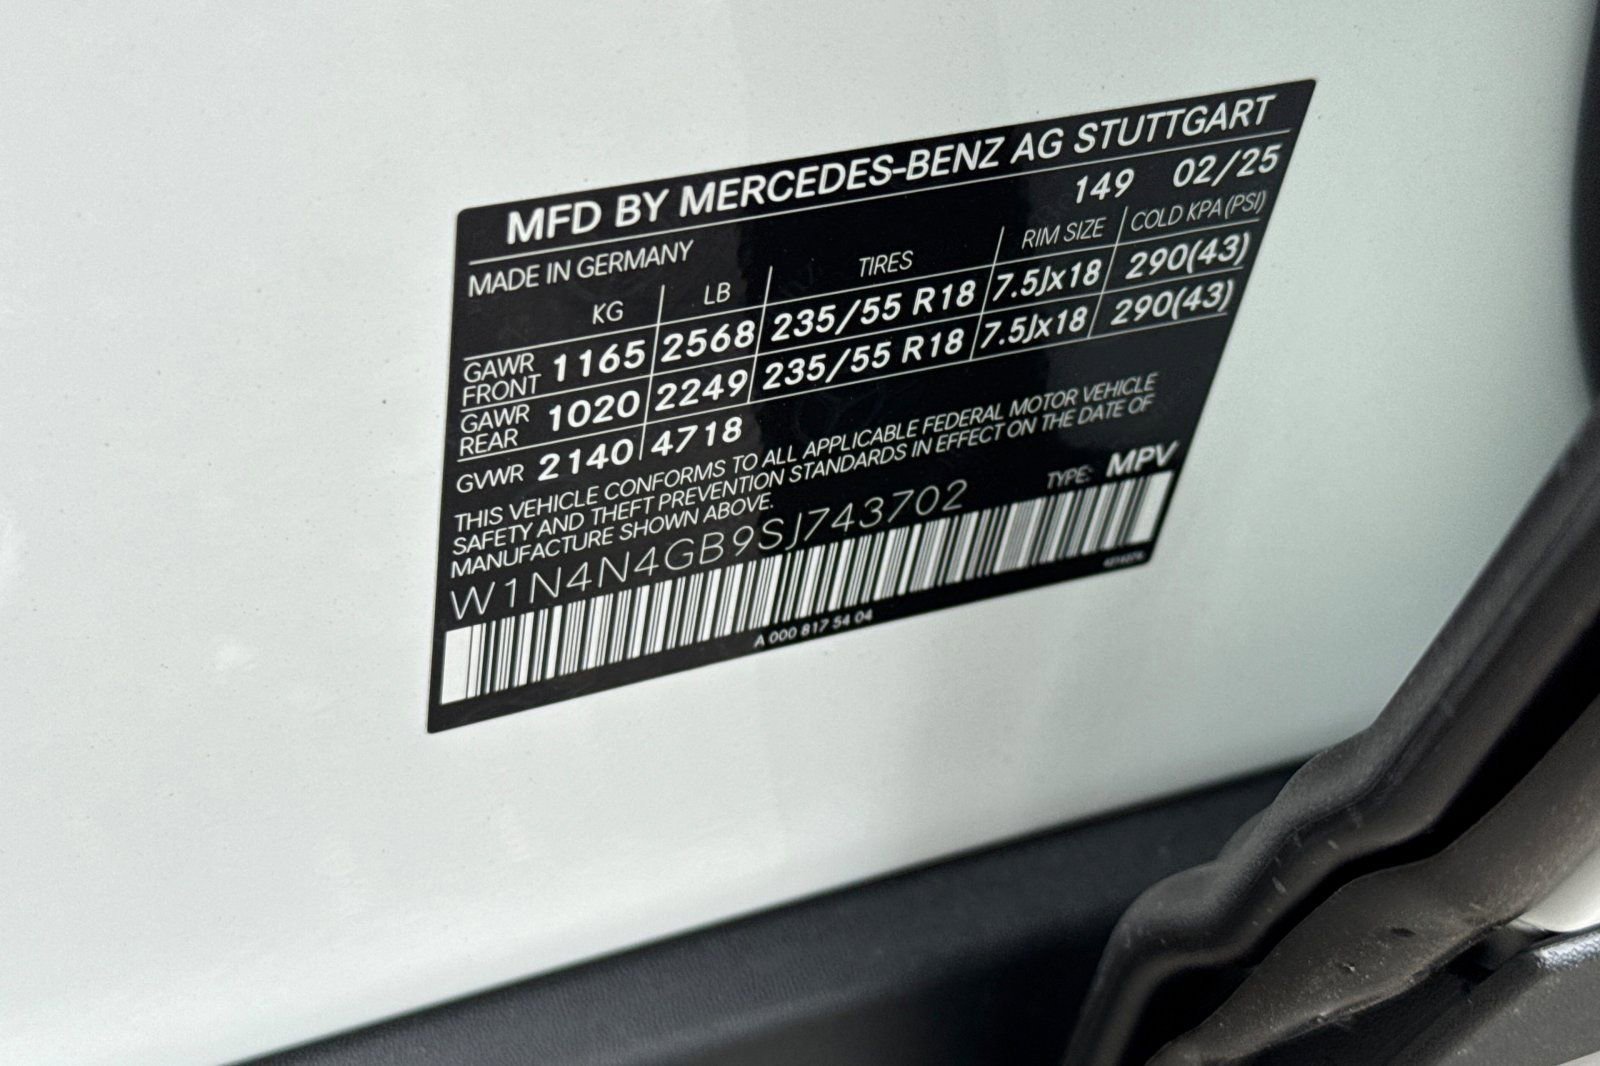 MFD BY MERCEDES-BENZ AG STUTTGART
MADE IN GERMANY 149 02/25
KG LB TIRES RIM SIZE COLD KPA(PSI)
GAWR FRONT 1165 2568 235/55 R18 7.5Jx18 290(43)
GAWR REAR 1020 2249 235/55 R18 7.5Jx18 290(43)
GVWR 2140 4718
THIS VEHICLE CONFORMS TO ALL APPLICABLE FEDERAL MOTOR VEHICLE
SAFETY AND THEFT PREVENTION STANDARDS IN EFFECT ON THE DATE OF
MANUFACTURE SHOWN ABOVE.
TYPE: MPV
W1N4N4GB9SJ743702
A 000 817 54 04